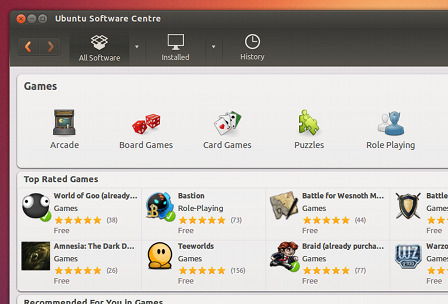 Ubuntu Software Centre
All Software
Installed
History
Games
Arcade
Board Games
Card Games
Puzzles
Role Playing
Top Rated Games
World of Goo (already...
Games
(38)
Free
Bastion
Role-Playing
(73)
Free
Battle for Wesnoth M...
Games
(44)
Free
Battle
Games
Free
Amnesia: The Dark D...
Games
(26)
Free
Teeworlds
Games
(156)
Free
Braid (already purcha...
Games
(77)
Free
Warzo
Games
Free
Recommended For You in Games